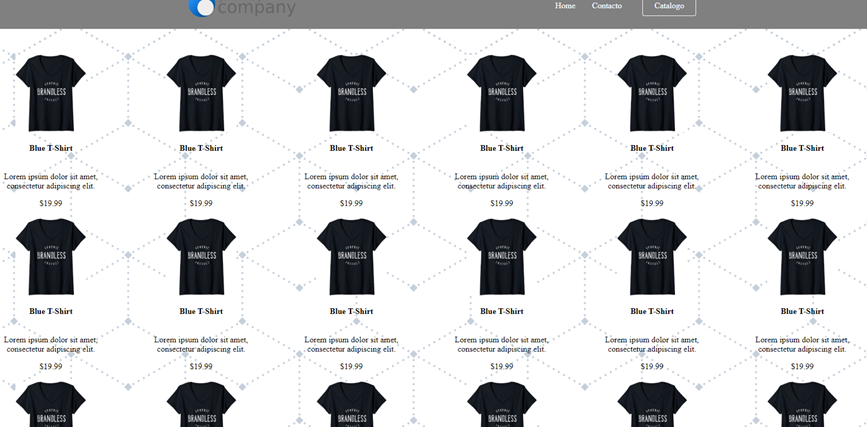 company
Home Contacto Catalogo
BRANDLESS BRANDLESS BRANDLESS BRANDLESS BRANDLESS BRANDLESS
Blue T-Shirt Blue T-Shirt Blue T-Shirt Blue T-Shirt Blue T-Shirt Blue T-Shirt
Lorem ipsum dolor sit amet, Lorem ipsum dolor sit amet, Lorem ipsum dolor sit amet, Lorem ipsum dolor sit amet, Lorem ipsum dolor sit amet, Lorem ipsum dolor sit amet,
consectetur adipiscing elit. consectetur adipiscing elit. consectetur adipiscing elit. consectetur adipiscing elit. consectetur adipiscing elit. consectetur adipiscing elit.
$19.99 $19.99 $19.99 $19.99 $19.99 $19.99
BRANDLESS BRANDLESS BRANDLESS BRANDLESS BRANDLESS BRANDLESS
Blue T-Shirt Blue T-Shirt Blue T-Shirt Blue T-Shirt Blue T-Shirt Blue T-Shirt
Lorem ipsum dolor sit amet, Lorem ipsum dolor sit amet, Lorem ipsum dolor sit amet, Lorem ipsum dolor sit amet, Lorem ipsum dolor sit amet, Lorem ipsum dolor sit amet,
consectetur adipiscing elit. consectetur adipiscing elit. consectetur adipiscing elit. consectetur adipiscing elit. consectetur adipiscing elit. consectetur adipiscing elit.
$19.99 $19.99 $19.99 $19.99 $19.99 $19.99
BRANDLESS BRANDLESS BRANDLESS BRANDLESS BRANDLESS BRANDLESS